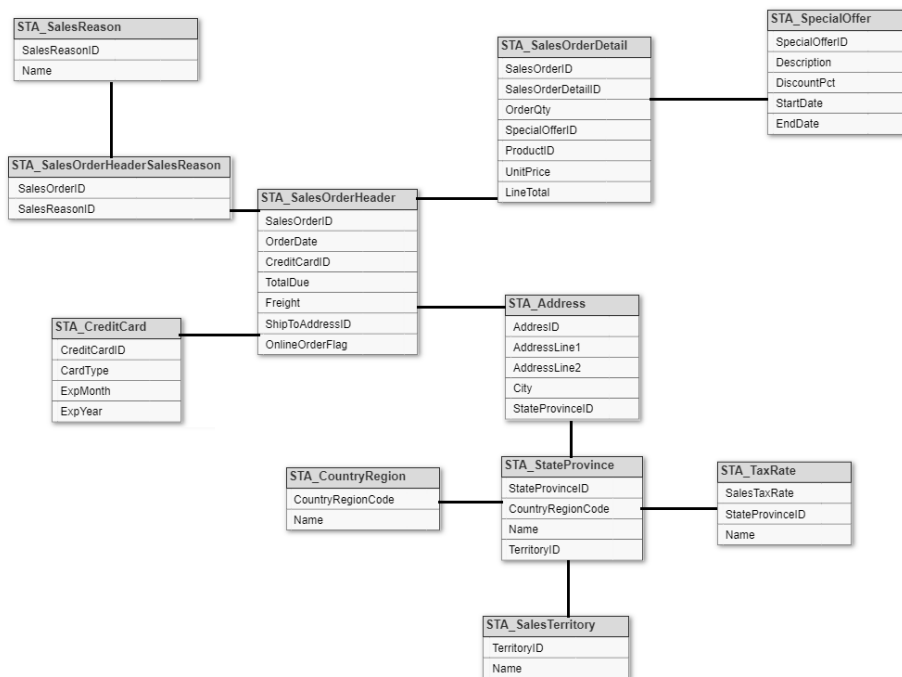 STA_SalesReason
SalesReasonID
Name
STA_SalesOrderHeaderSalesReason
SalesOrderID
SalesReasonID
STA_SalesOrderHeader
SalesOrderID
OrderDate
CreditCardID
TotalDue
Freight
ShipToAddressID
OnlineOrderFlag
STA_SalesOrderDetail
SalesOrderID
SalesOrderDetailID
OrderQty
SpecialOfferID
ProductID
UnitPrice
LineTotal
STA_SpecialOffer
SpecialOfferID
Description
DiscountPct
StartDate
EndDate
STA_CreditCard
CreditCardID
CardType
ExpMonth
ExpYear
STA_Address
AddresID
AddressLine1
AddressLine2
City
StateProvinceID
STA_CountryRegion
CountryRegionCode
Name
STA_StateProvince
StateProvinceID
CountryRegionCode
Name
TerritoryID
STA_TaxRate
SalesTaxRate
StateProvinceID
Name
STA_SalesTerritory
TerritoryID
Name